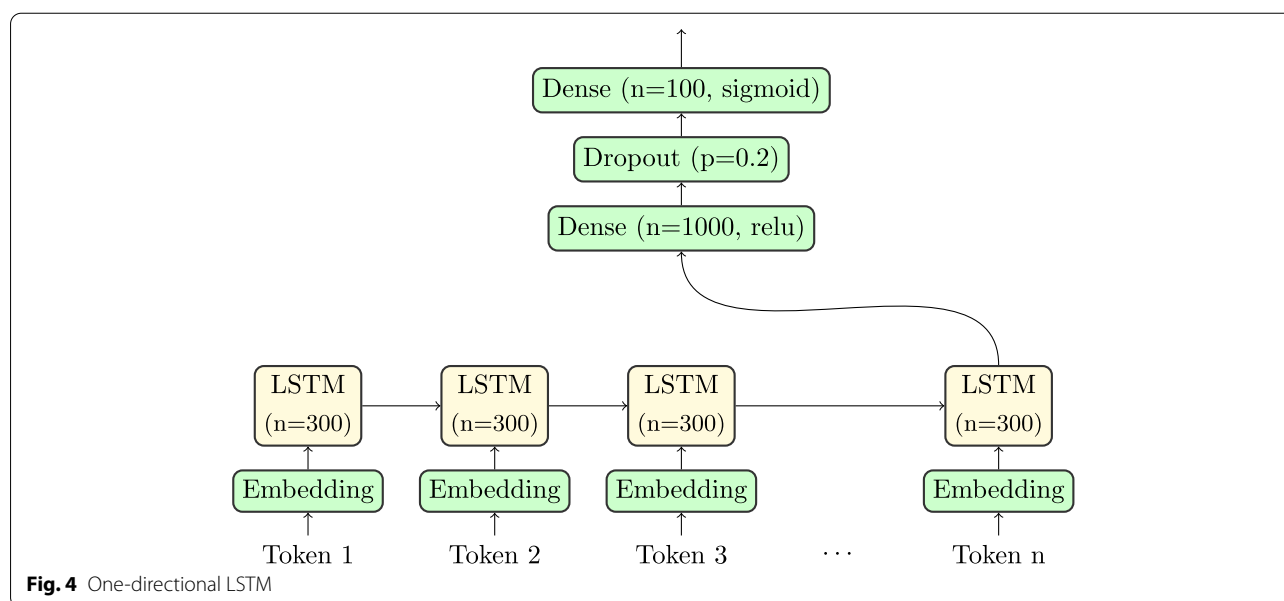 Dense (n=100, sigmoid)
Dropout (p=0.2)
Dense (n=1000, relu)
LSTM LSTM LSTM LSTM
(n=300) (n=300) (n=300) (n=300)
Embedding Embedding Embedding Embedding
Token 1 Token 2 Token 3 ··· Token n
Fig. 4 One-directional LSTM